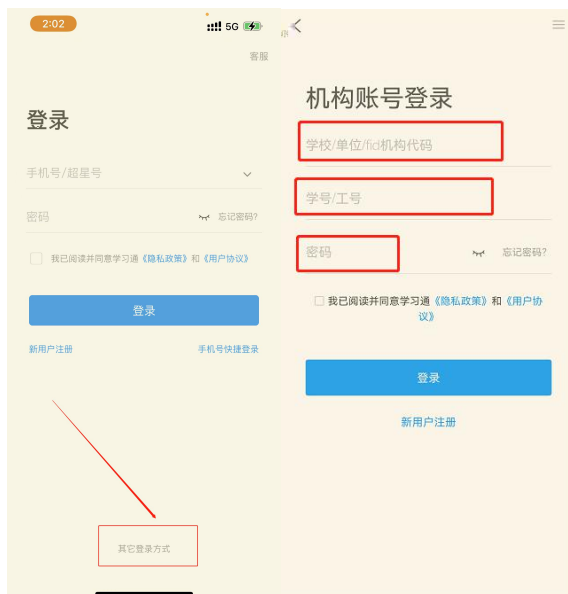 2:02
5G
客服
登录
手机号/超星号
密码
忘记密码?
我已阅读并同意学习通《隐私政策》和《用户协议》
登录
新用户注册
手机号快捷登录
其它登录方式
机构账号登录
学校/单位/fid机构代码
学号/工号
密码
忘记密码?
我已阅读并同意学习通《隐私政策》和《用户协
议》
登录
新用户注册